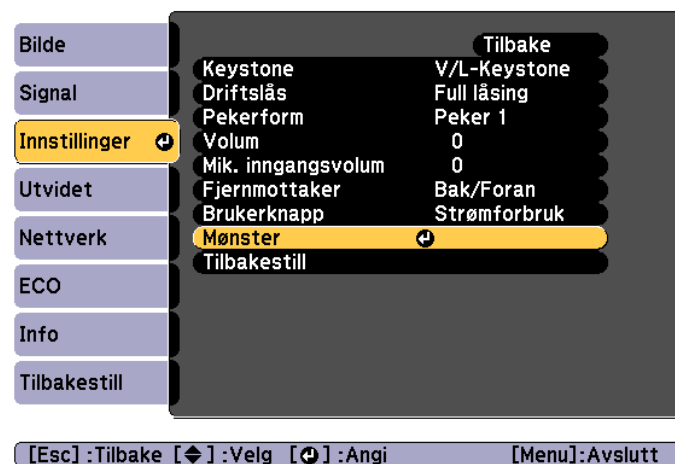 Bilde
Signal
Innstillinger
Utvidet
Nettverk
ECO
Info
Tilbakestill
Tilbake
Keystone V/L-Keystone
Driftslås Full låsing
Pekerform Peker 1
Volum 0
Mik. inngangsvolum 0
Fjernmottaker Bak/Foran
Brukerknapp Strømforbruk
Mønster
Tilbakestill
[Esc] :Tilbake [◆] :Velg [⏎] :Angi [Menu]:Avslutt